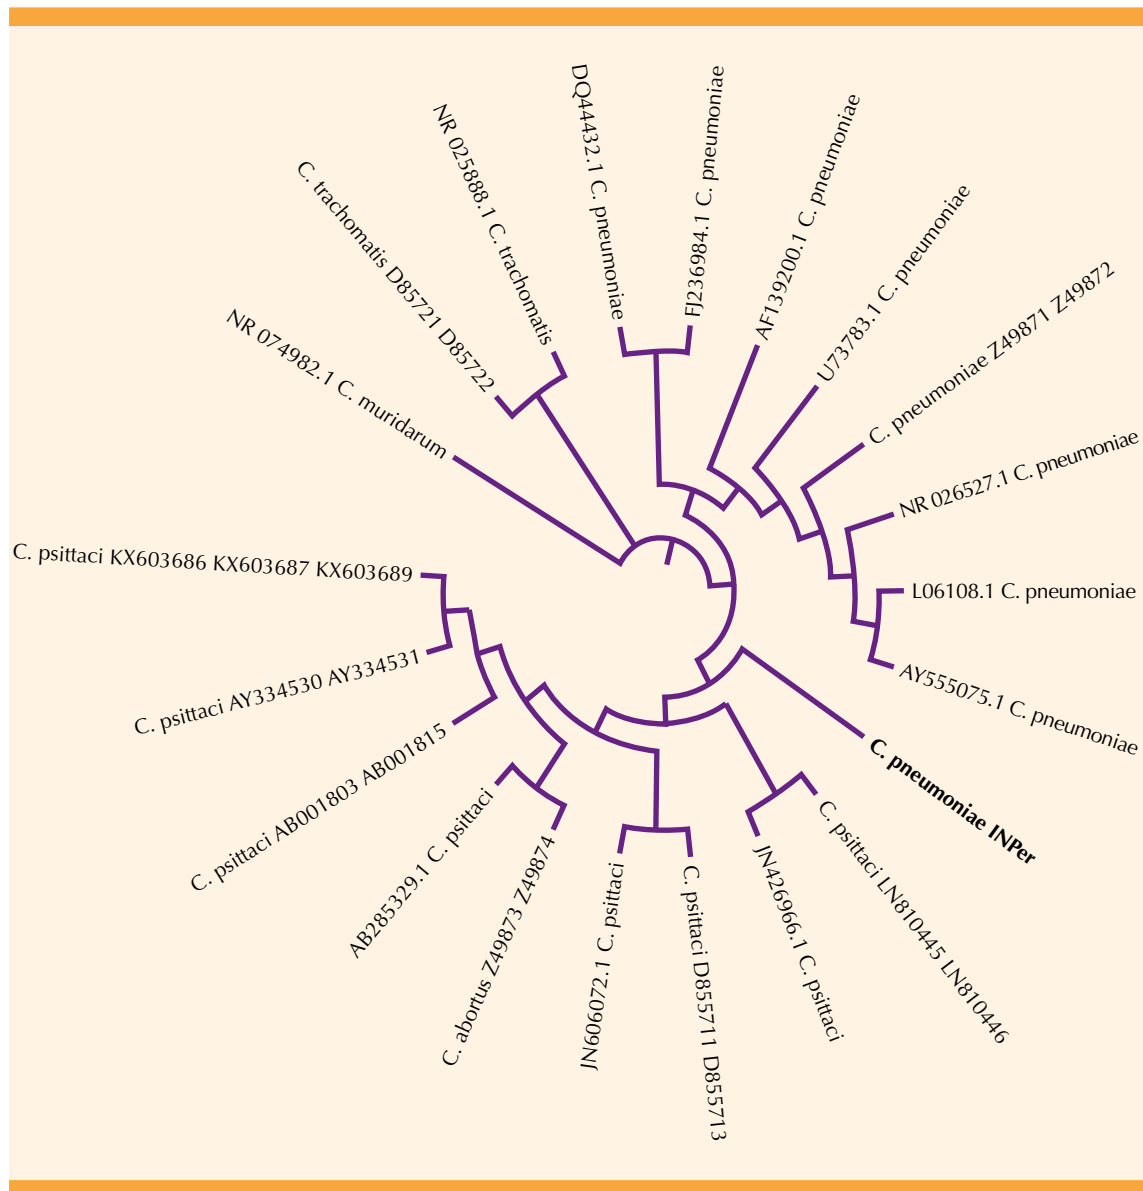 DQ44432.1 C. pneumoniae
FJ236984.1 C. pneumoniae
AF139200.1 C. pneumoniae
U73783.1 C. pneumoniae
C. pneumoniae Z49871 Z49872
NR 026527.1 C. pneumoniae
L06108.1 C. pneumoniae
AY555075.1 C. pneumoniae
C. pneumoniae INPer
C. psittaci LN810445 LN810446
JN426966.1 C. psittaci
C. psittaci D855711 D855713
JN606072.1 C. psittaci
C. abortus Z49873 Z49874
AB285329.1 C. psittaci
C. psittaci AB001803 AB001815
C. psittaci AY334530 AY334531
C. psittaci KX603686 KX603687 KX603689
NR 074982.1 C. muridarum
C. trachomatis D85721 D85722
NR 025888.1 C. trachomatis